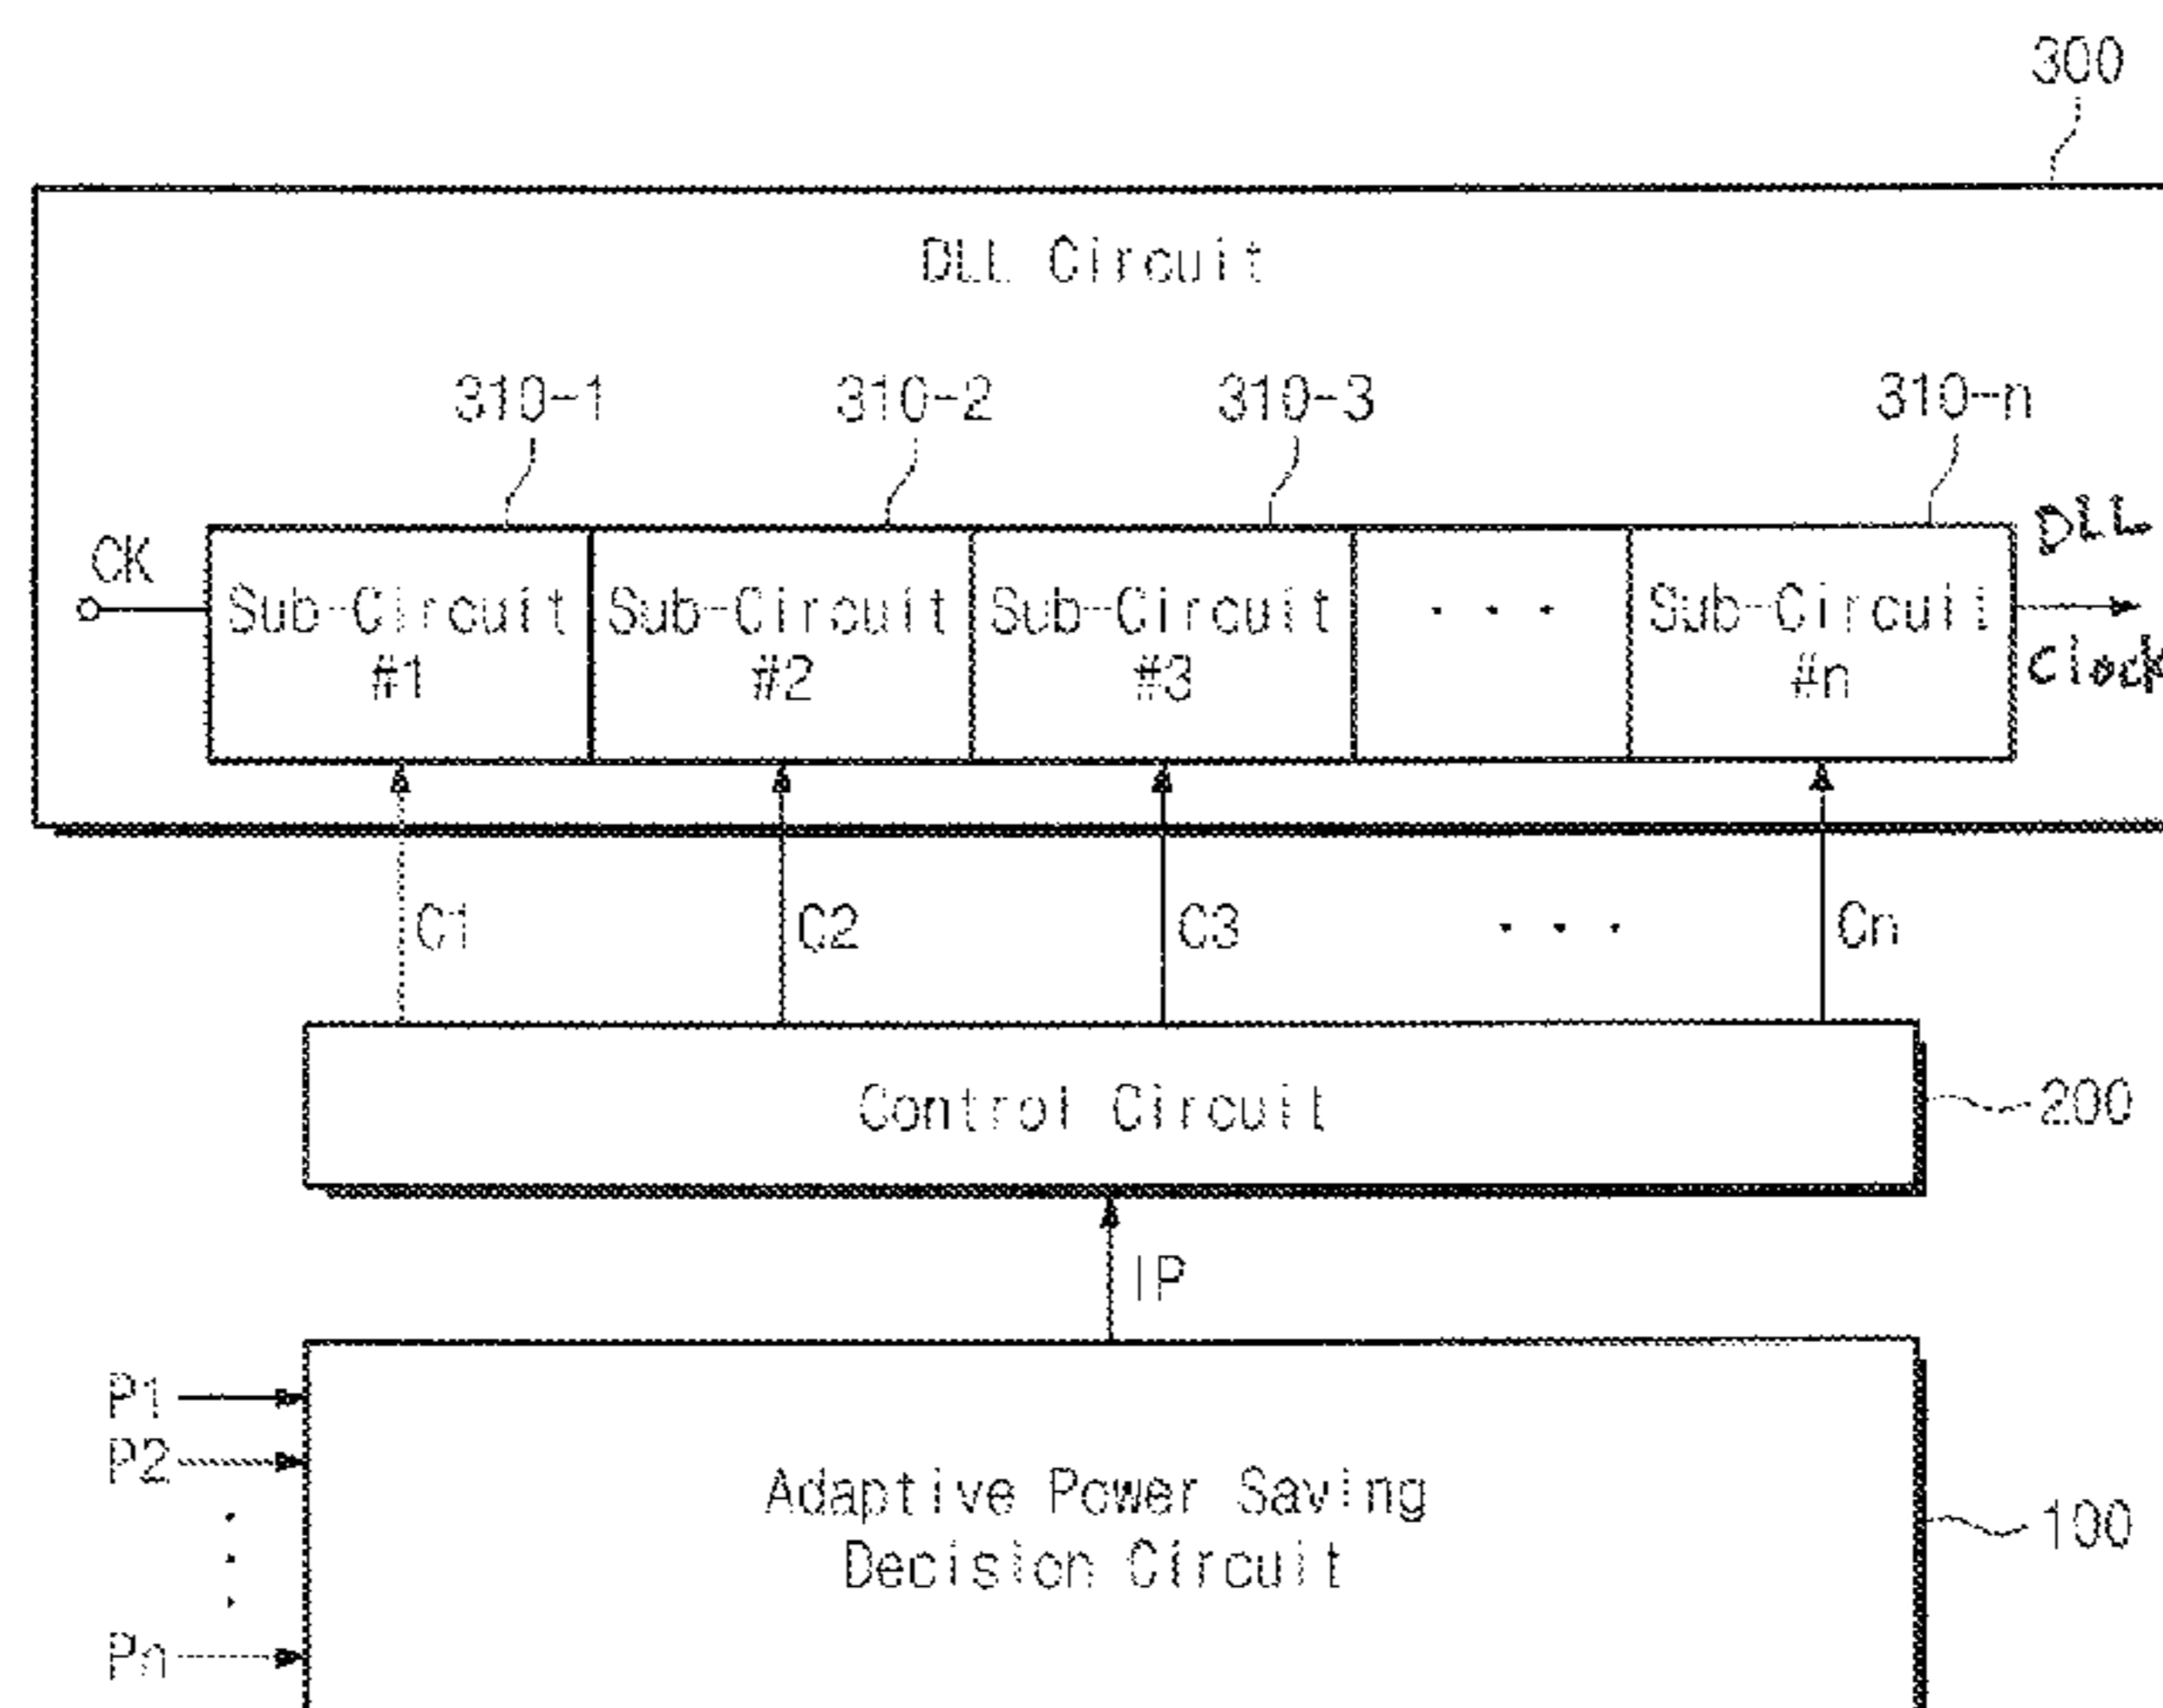 300
DLL Circuit
310-1
310-2
310-3
310-n
CK
Sub-Circuit
#1
Sub-Circuit
#2
Sub-Circuit
#3
. . .
Sub-Circuit
#n
DLL
Clock
C1
C2
C3
. . .
Cn
Control Circuit
200
IP
P1
P2
Pn
Adaptive Power Saving
Decision Circuit
100